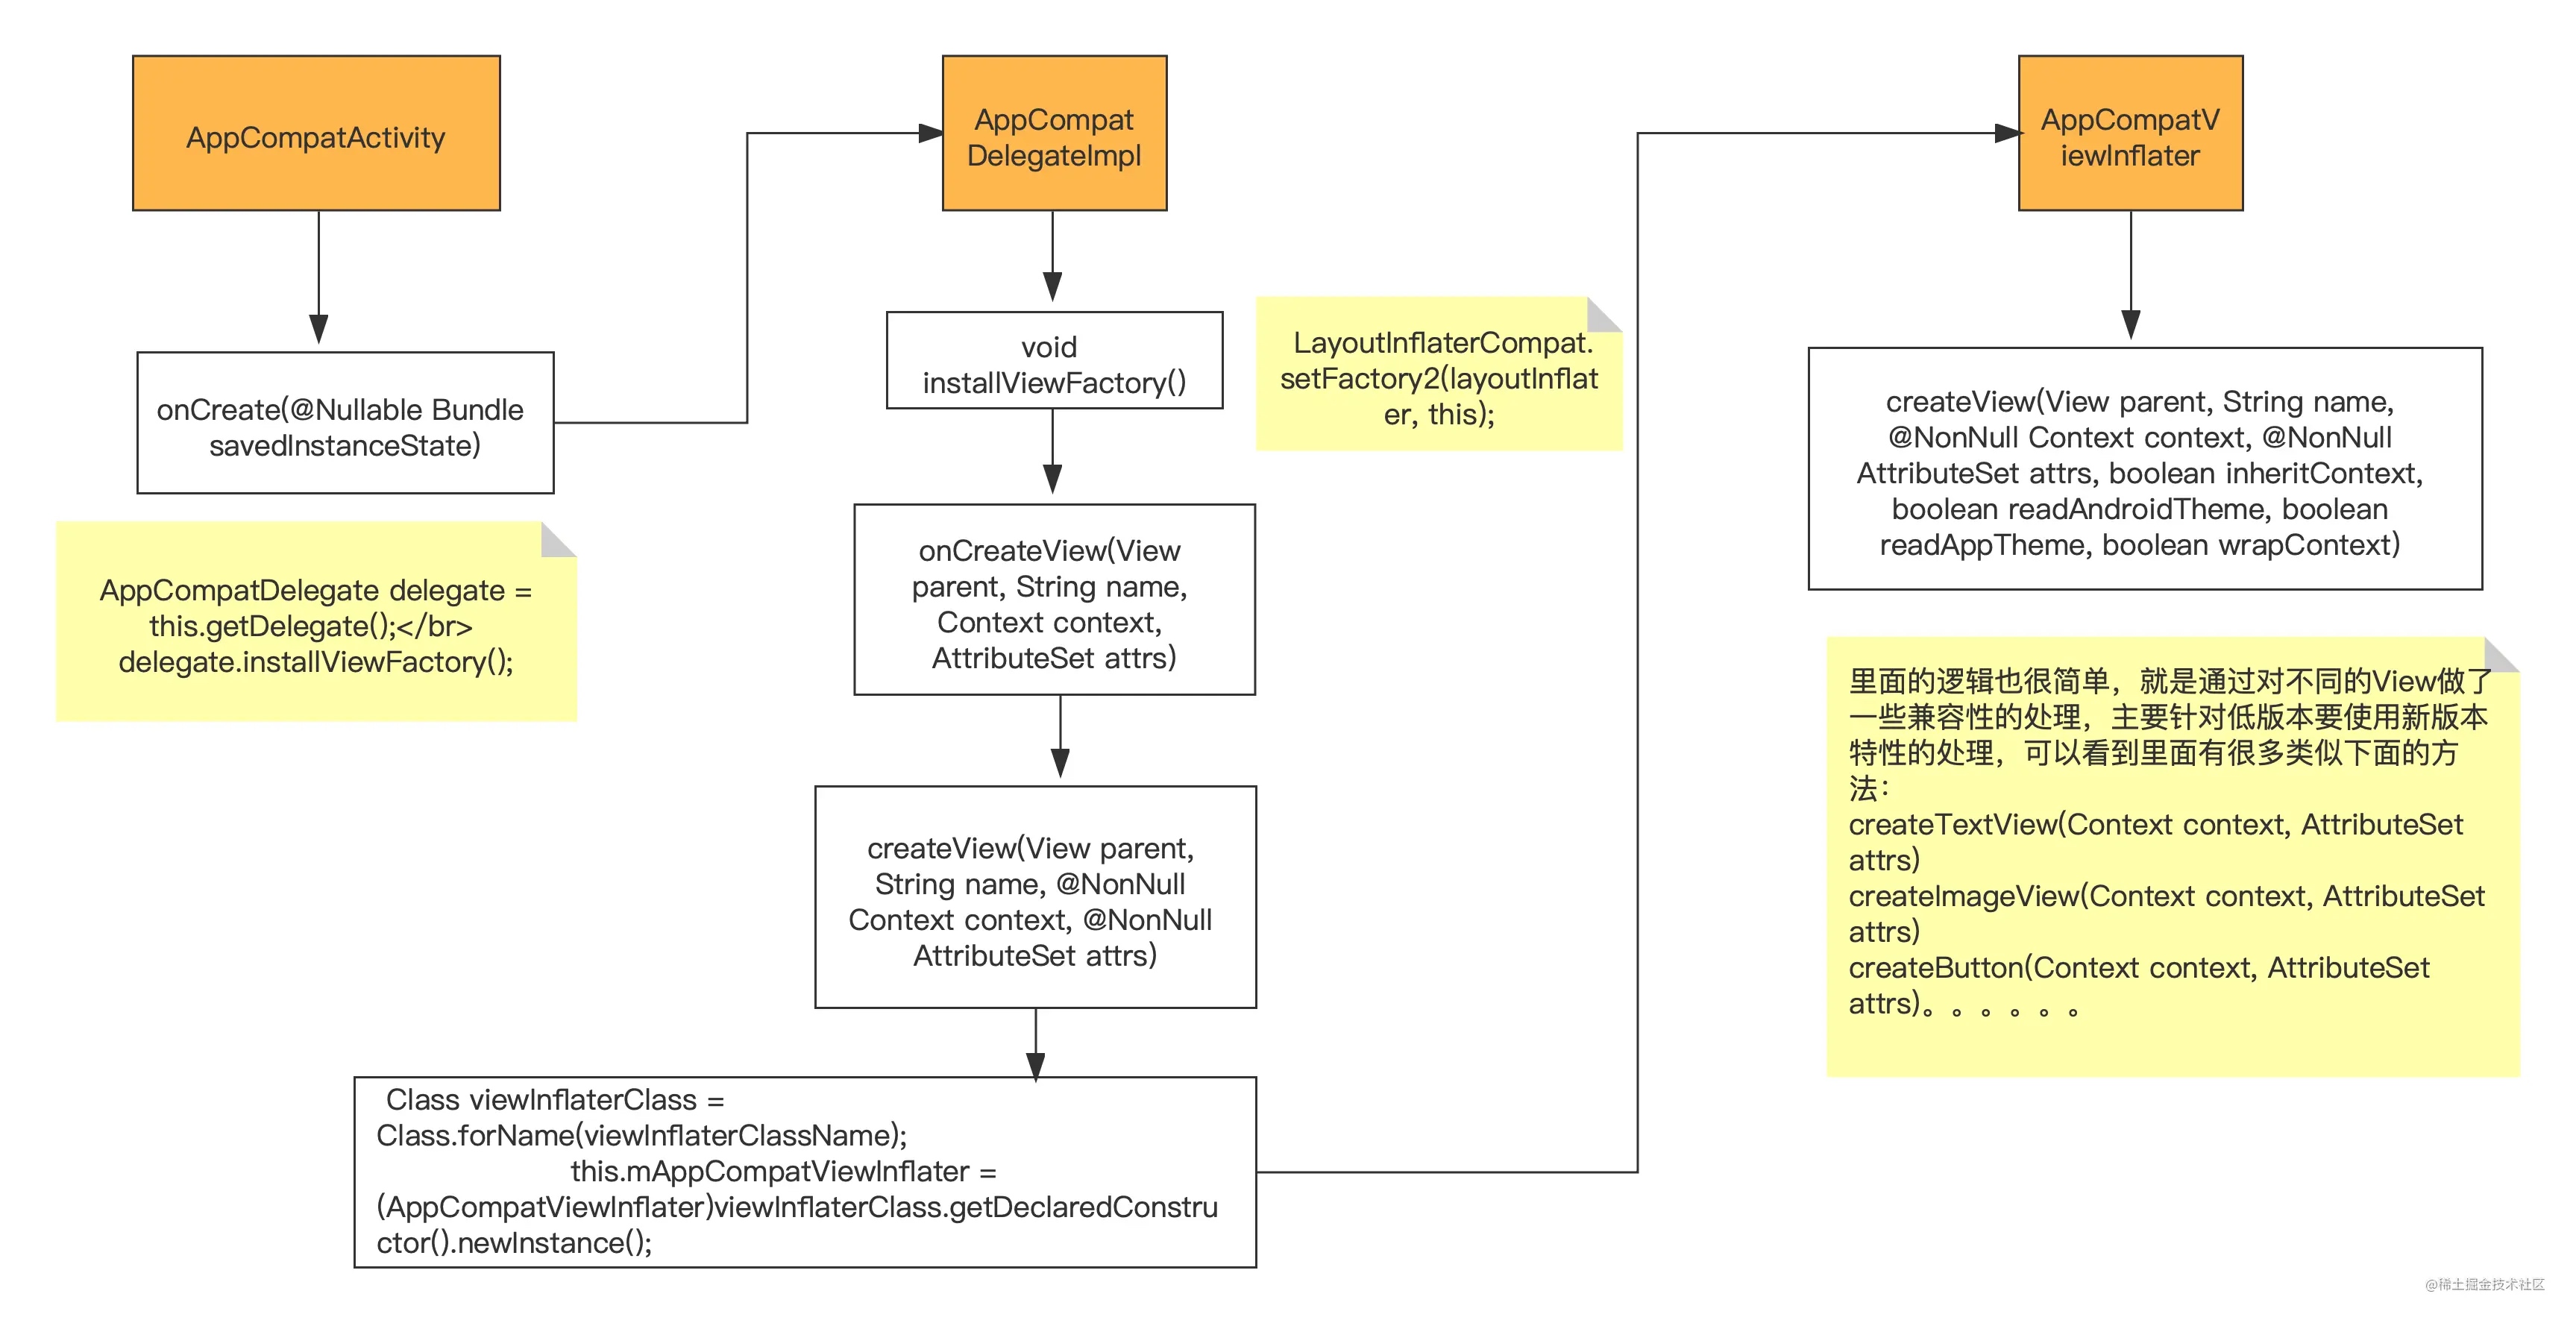 AppCompatActivity
onCreate(@Nullable Bundle
savedInstanceState)
AppCompatDelegate delegate =
this.getDelegate();</br>
delegate.installViewFactory();
AppCompat
DelegateImpl
void
installViewFactory()
LayoutInflaterCompat.
setFactory2(layoutInflat
er, this);
onCreateView(View
parent, String name,
Context context,
AttributeSet attrs)
createView(View parent,
String name, @NonNull
Context context, @NonNull
AttributeSet attrs)
Class viewInflaterClass =
Class.forName(viewInflaterClassName);
this.mAppCompatViewInflater =
(AppCompatViewInflater)viewInflaterClass.getDeclaredConstru
ctor().newInstance();
AppCompatV
iewInflater
createView(View parent, String name,
@NonNull Context context, @NonNull
AttributeSet attrs, boolean inheritContext,
boolean readAndroidTheme, boolean
readAppTheme, boolean wrapContext)
里面的逻辑也很简单，就是通过对不同的View做了
一些兼容性的处理，主要针对低版本要使用新版本
特性的处理，可以看到里面有很多类似下面的方
法：
createTextView(Context context, AttributeSet
attrs)
createImageView(Context context, AttributeSet
attrs)
createButton(Context context, AttributeSet
attrs)。。。。。。
@稀土掘金技术社区